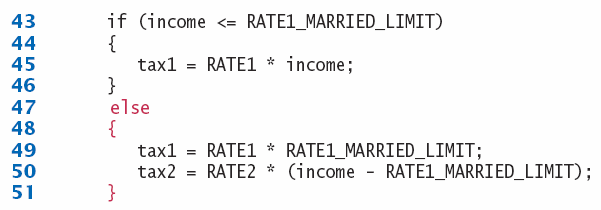 43 if (income <= RATE1_MARRIED_LIMIT)
44 {
45 tax1 = RATE1 * income;
46 }
47 else
48 {
49 tax1 = RATE1 * RATE1_MARRIED_LIMIT;
50 tax2 = RATE2 * (income - RATE1_MARRIED_LIMIT);
51 }